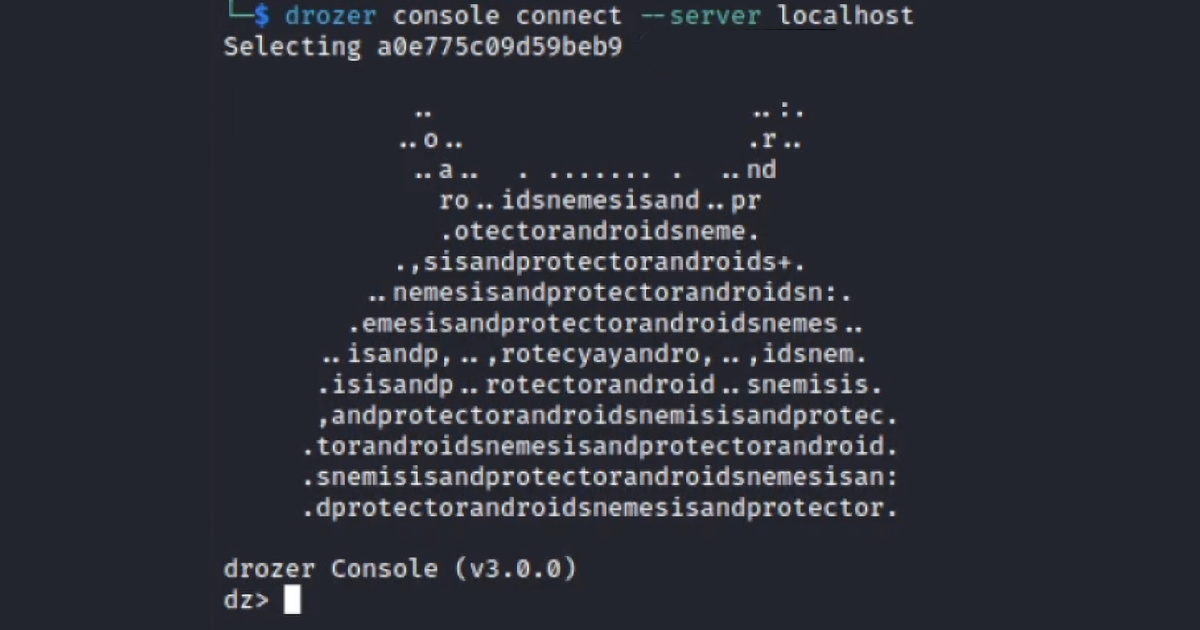 └─$ drozer console connect --server localhost
Selecting a0e775c09d59beb9
.. ..:.
..o.. .r..
..a.. . ....... . ..nd
ro..idsnemesisand..pr
.otectorandroidsneme.
.,sisandprotectorandroids+.
..nemesisandprotectorandroidsn:.
.emesisandprotectorandroidsnemes..
..isandp,..,rotecyayandro,..,idsnem.
.isisandp..rotectorandroid..snemisis.
,andprotectorandroidsnemisisandprotec.
.torandroidsnemesisandprotectorandroid.
.snemisisandprotectorandroidsnemesisan:
.dprotectorandroidsnemesisandprotector.
drozer Console (v3.0.0)
dz>